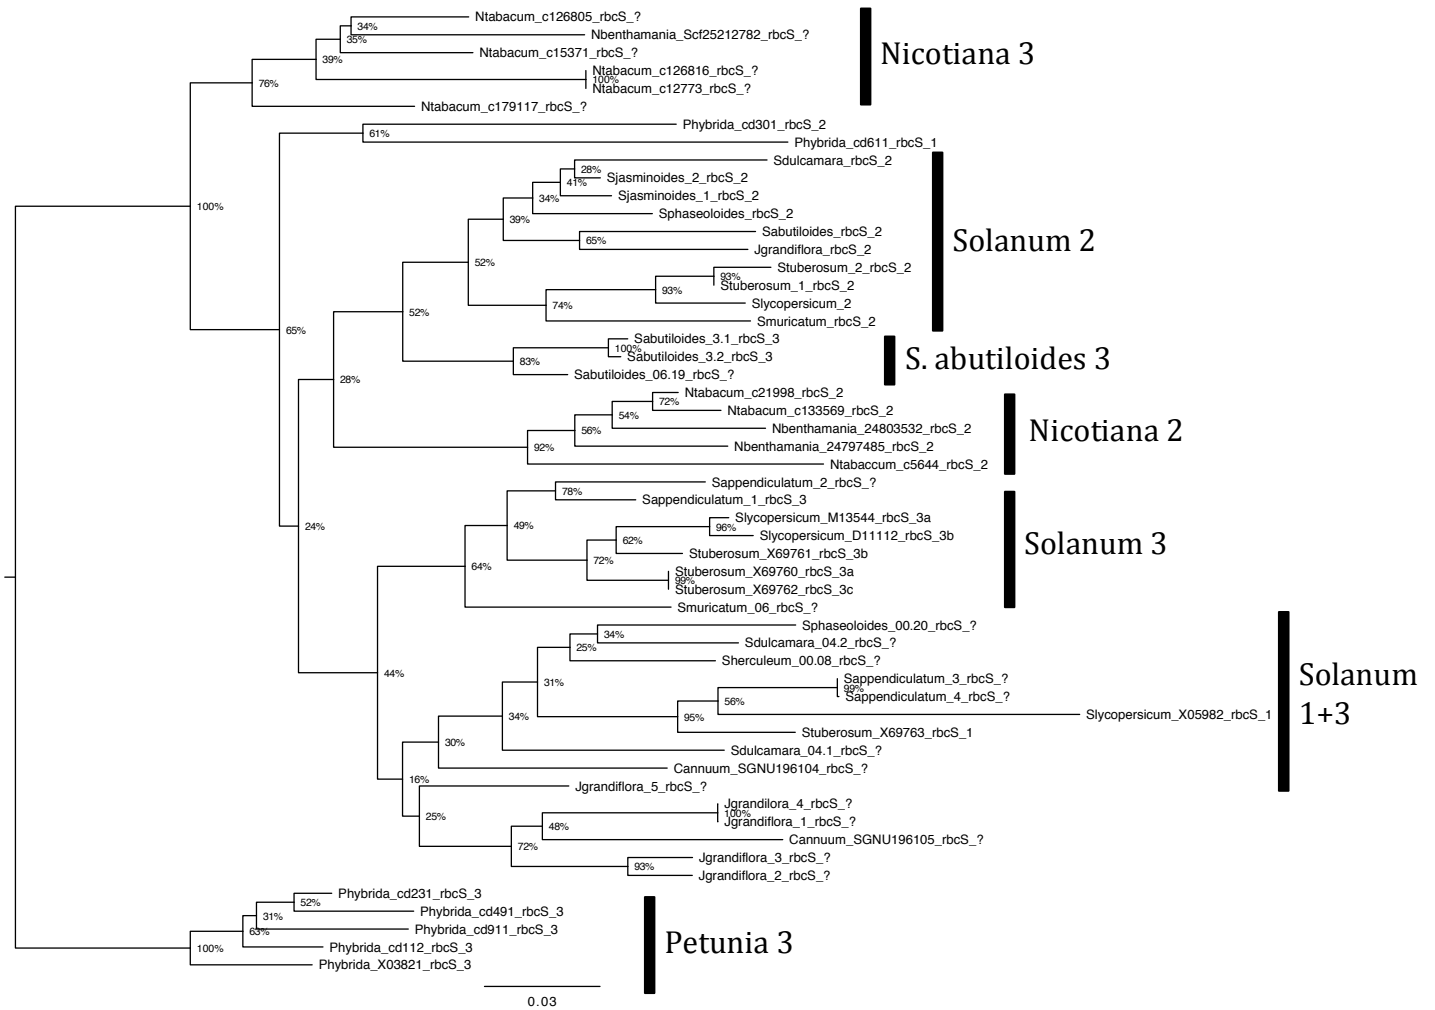 Ntabacum_c126805_rbcS_?
34%
Nbenthamania_Scf25212782_rbcS_?
35%
Ntabacum_c15371_rbcS_?
39%
Ntabacum_c126816_rbcS_?
100%
Ntabacum_c12773_rbcS_?
76%
Ntabacum_c179117_rbcS_?
Nicotiana 3
Phybrida_cd301_rbcS_2
61%
Phybrida_cd611_rbcS_1
100%
Sdulcamara_rbcS_2
28%
Sjasminoides_2_rbcS_2
41%
Sjasminoides_1_rbcS_2
34%
Sphaseoloides_rbcS_2
39%
Sabutiloides_rbcS_2
65%
Jgrandiflora_rbcS_2
52%
Stuberosum_2_rbcS_2
93%
Stuberosum_1_rbcS_2
93%
Slycopersicum_2
74%
Smuricatum_rbcS_2
Solanum 2
52%
65%
Sabutiloides_3.1_rbcS_3
100%
Sabutiloides_3.2_rbcS_3
83%
Sabutiloides_06.19_rbcS_?
S. abutiloides 3
28%
Ntabacum_c21998_rbcS_2
72%
Ntabacum_c133569_rbcS_2
54%
Nbenthamania_24803532_rbcS_2
56%
Nbenthamania_24797485_rbcS_2
92%
Ntabaccum_c5644_rbcS_2
Nicotiana 2
24%
Sappendiculatum_2_rbcS_?
78%
Sappendiculatum_1_rbcS_3
49%
Slycopersicum_M13544_rbcS_3a
96%
Slycopersicum_D11112_rbcS_3b
62%
Stuberosum_X69761_rbcS_3b
72%
Stuberosum_X69760_rbcS_3a
99%
Stuberosum_X69762_rbcS_3c
64%
Smuricatum_06_rbcS_?
Solanum 3
44%
Sphaseoloides_00.20_rbcS_?
34%
Sdulcamara_04.2_rbcS_?
25%
Sherculeum_00.08_rbcS_?
31%
Sappendiculatum_3_rbcS_?
99%
Sappendiculatum_4_rbcS_?
56%
Slycopersicum_X05982_rbcS_1
95%
Stuberosum_X69763_rbcS_1
34%
Sdulcamara_04.1_rbcS_?
30%
Cannuum_SGNU196104_rbcS_?
Solanum
1+3
16%
Jgrandiflora_5_rbcS_?
25%
Jgrandilora_4_rbcS_?
100%
Jgrandiflora_1_rbcS_?
48%
Cannuum_SGNU196105_rbcS_?
72%
Jgrandiflora_3_rbcS_?
93%
Jgrandiflora_2_rbcS_?
Phybrida_cd231_rbcS_3
52%
Phybrida_cd491_rbcS_3
31%
Phybrida_cd911_rbcS_3
63%
Phybrida_cd112_rbcS_3
100%
Phybrida_X03821_rbcS_3
Petunia 3
0.03